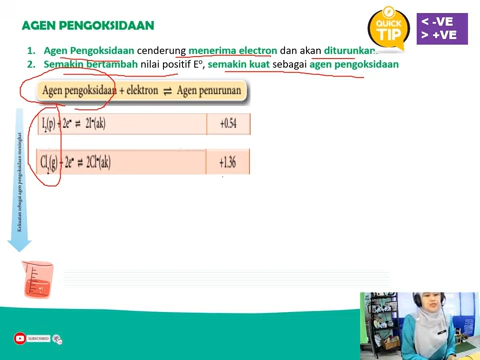 AGEN PENGOKSIDAAN
QUICK
TIP
< -VE
> +VE
1. Agen Pengoksidaan cenderung menerima electron dan akan diturunkan.
2. Semakin bertambah nilai positif Eº, semakin kuat sebagai agen pengoksidaan
Agen pengoksidaan + elektron ⇌ Agen penurunan
I₂(p) + 2e⁻ ⇌ 2I⁻(ak) +0.54
Cl₂(g) + 2e⁻ ⇌ 2Cl⁻(ak) +1.36
Kekuatan sebagai agen pengoksidaan meningkat
SUBSCRIBED